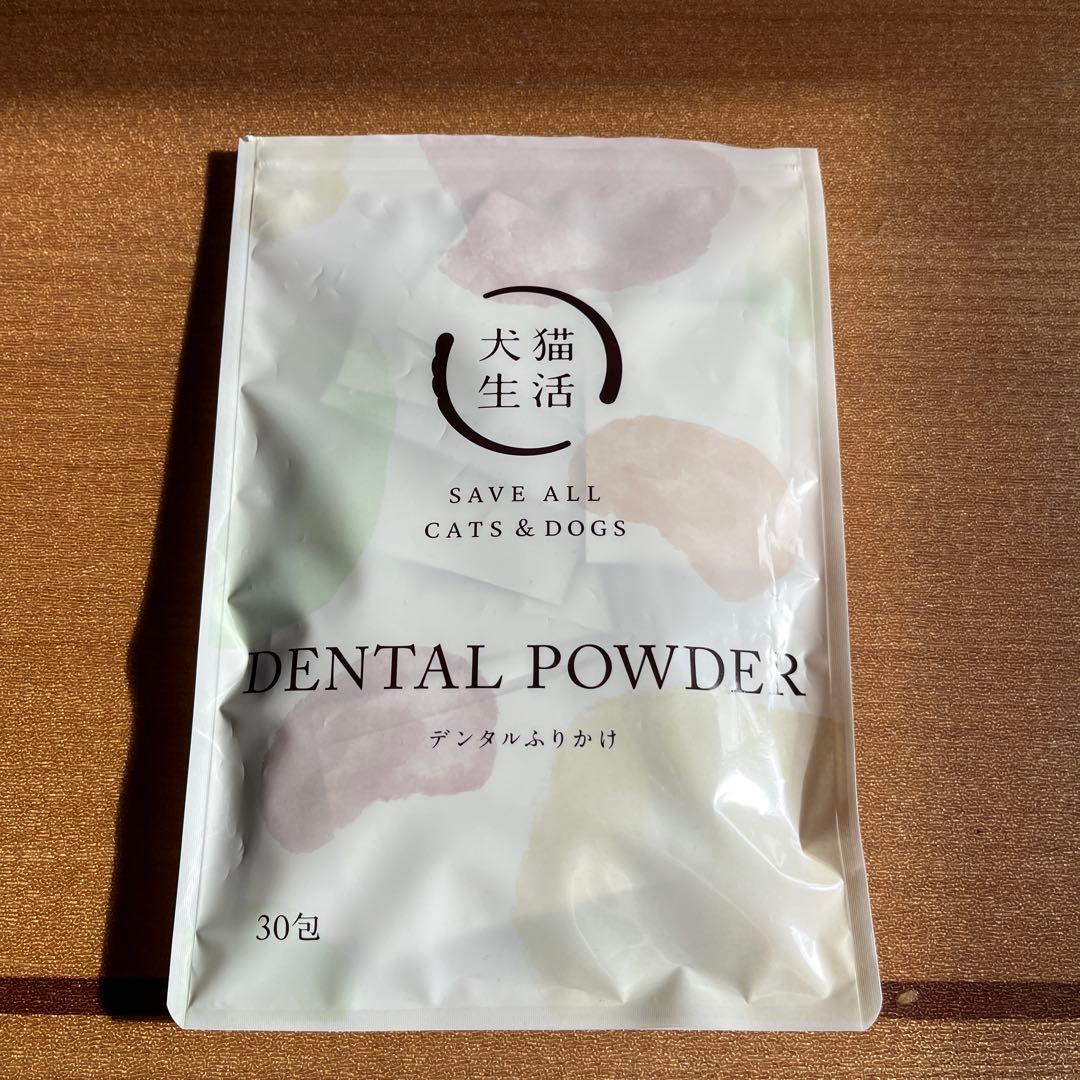 犬猫
生活
SAVE ALL
CATS & DOGS
DENTAL POWDER
デンタルふりかけ
30包